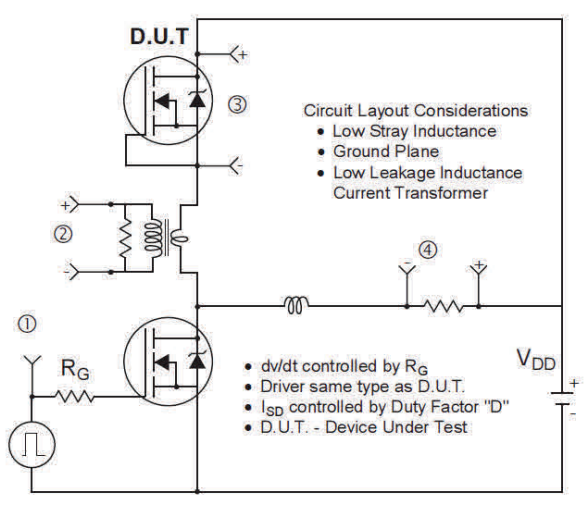 D.U.T
+
③
-
Circuit Layout Considerations
• Low Stray Inductance
• Ground Plane
• Low Leakage Inductance
Current Transformer
+
②
-
④
- +
①
RG
VDD
+
-
• dv/dt controlled by RG
• Driver same type as D.U.T.
• ISD controlled by Duty Factor "D"
• D.U.T. - Device Under Test